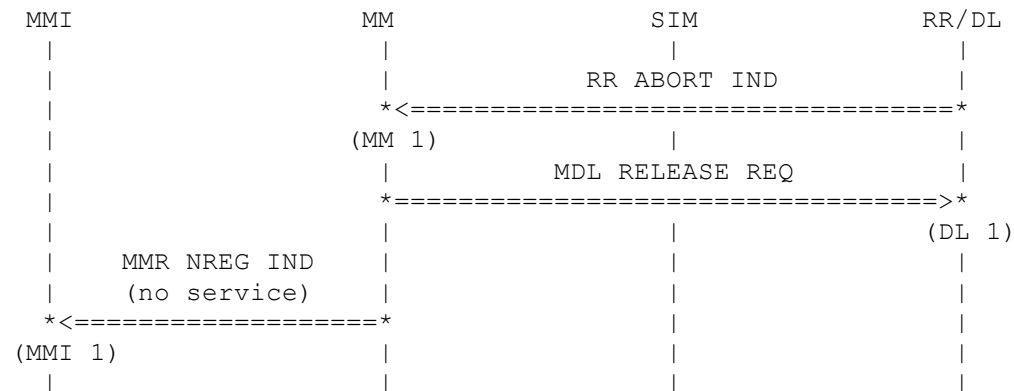 MMI MM SIM RR/DL
| | | |
| | RR ABORT IND |
| *<==================================*
| (MM 1) | |
| | MDL RELEASE REQ |
| *==================================>*
| | | (DL 1)
| MMR NREG IND | | |
| (no service) | | |
*<===================* | |
(MMI 1) | | |
| | | |